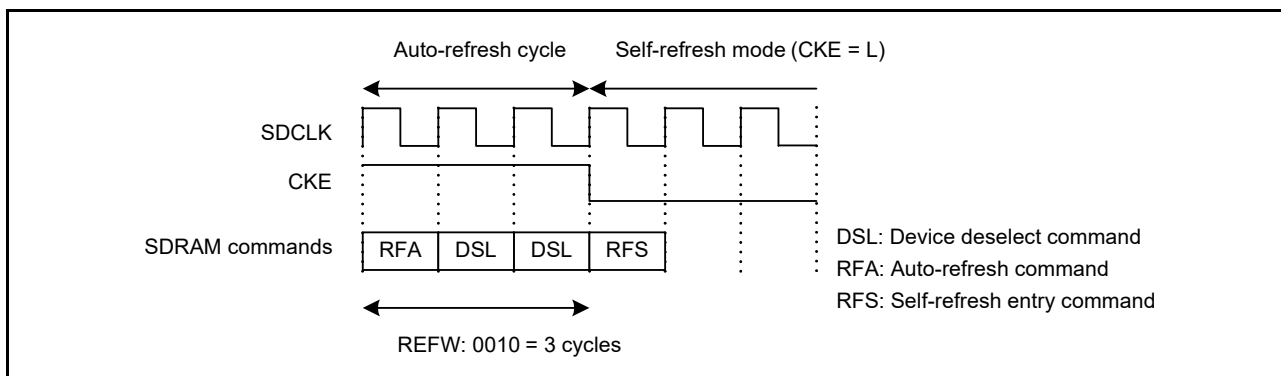 Auto-refresh cycle Self-refresh mode (CKE = L)
SDCLK
CKE
SDRAM commands RFA DSL DSL RFS
DSL: Device deselect command
RFA: Auto-refresh command
RFS: Self-refresh entry command
REFW: 0010 = 3 cycles